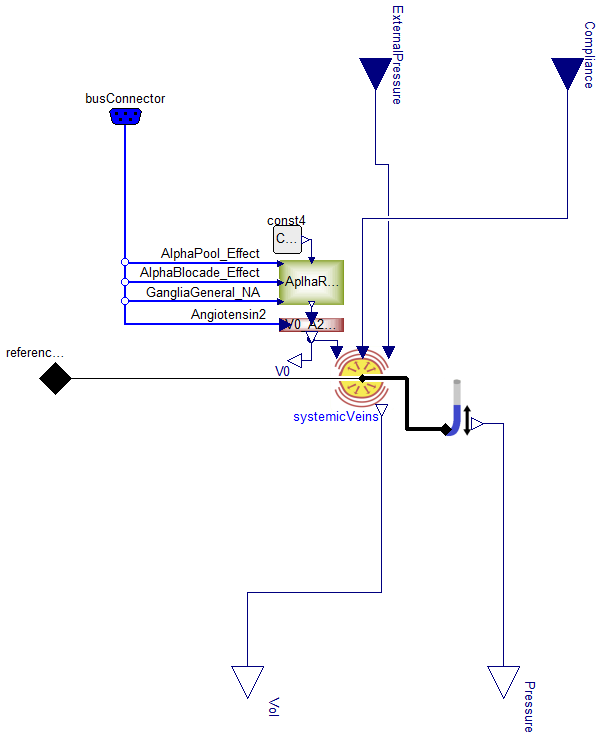 ExternalPressure
Compliance
busConnector
const4
C...
AlphaPool_Effect
AlphaBlocade_Effect
AplhaR...
GangliaGeneral_NA
Angiotensin2
V0_A2...
referenc...
V0
systemicVeins
Vol
Pressure